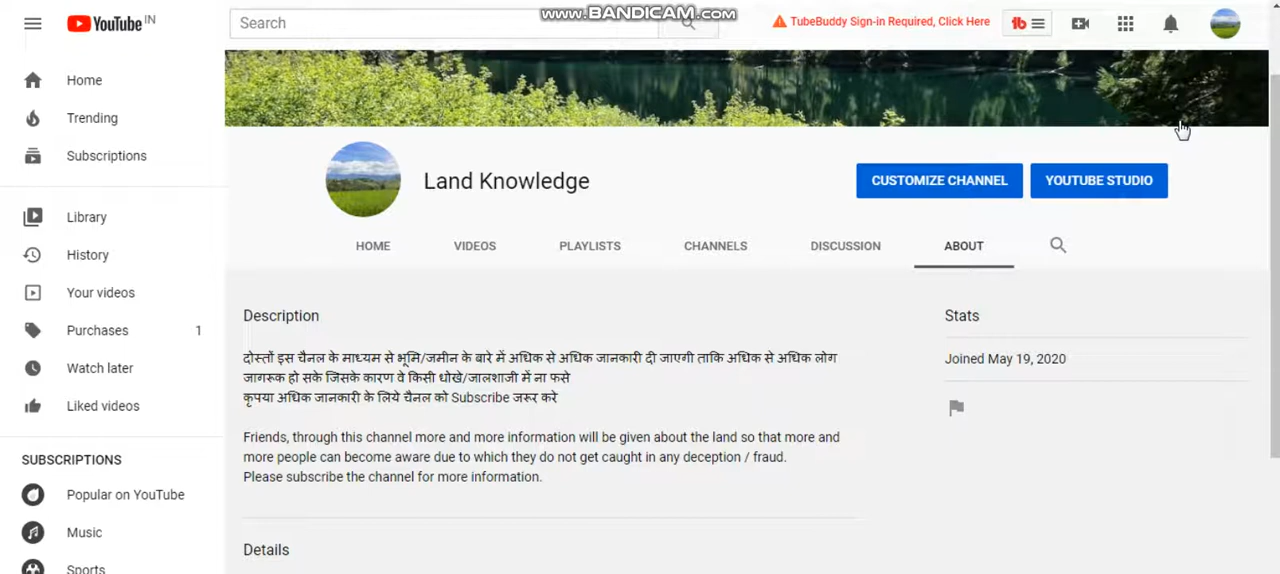 www.BANDICAM.com
YouTube IN
Search
TubeBuddy Sign-in Required, Click Here
tb
Home
Trending
Subscriptions
Library
History
Your videos
Purchases 1
Watch later
Liked videos
SUBSCRIPTIONS
Popular on YouTube
Music
Sports
Land Knowledge
CUSTOMIZE CHANNEL
YOUTUBE STUDIO
HOME VIDEOS PLAYLISTS CHANNELS DISCUSSION ABOUT
Description
दोस्तों इस चैनल के माध्यम से भूमि/जमीन के बारे में अधिक से अधिक जानकारी दी जाएगी ताकि अधिक से अधिक लोग
जागरूक हो सके जिसके कारण वे किसी धोखे/जालशाजी में ना फसे
कृपया अधिक जानकारी के लिये चैनल को Subscribe जरूर करे
Friends, through this channel more and more information will be given about the land so that more and
more people can become aware due to which they do not get caught in any deception / fraud.
Please subscribe the channel for more information.
Details
Stats
Joined May 19, 2020